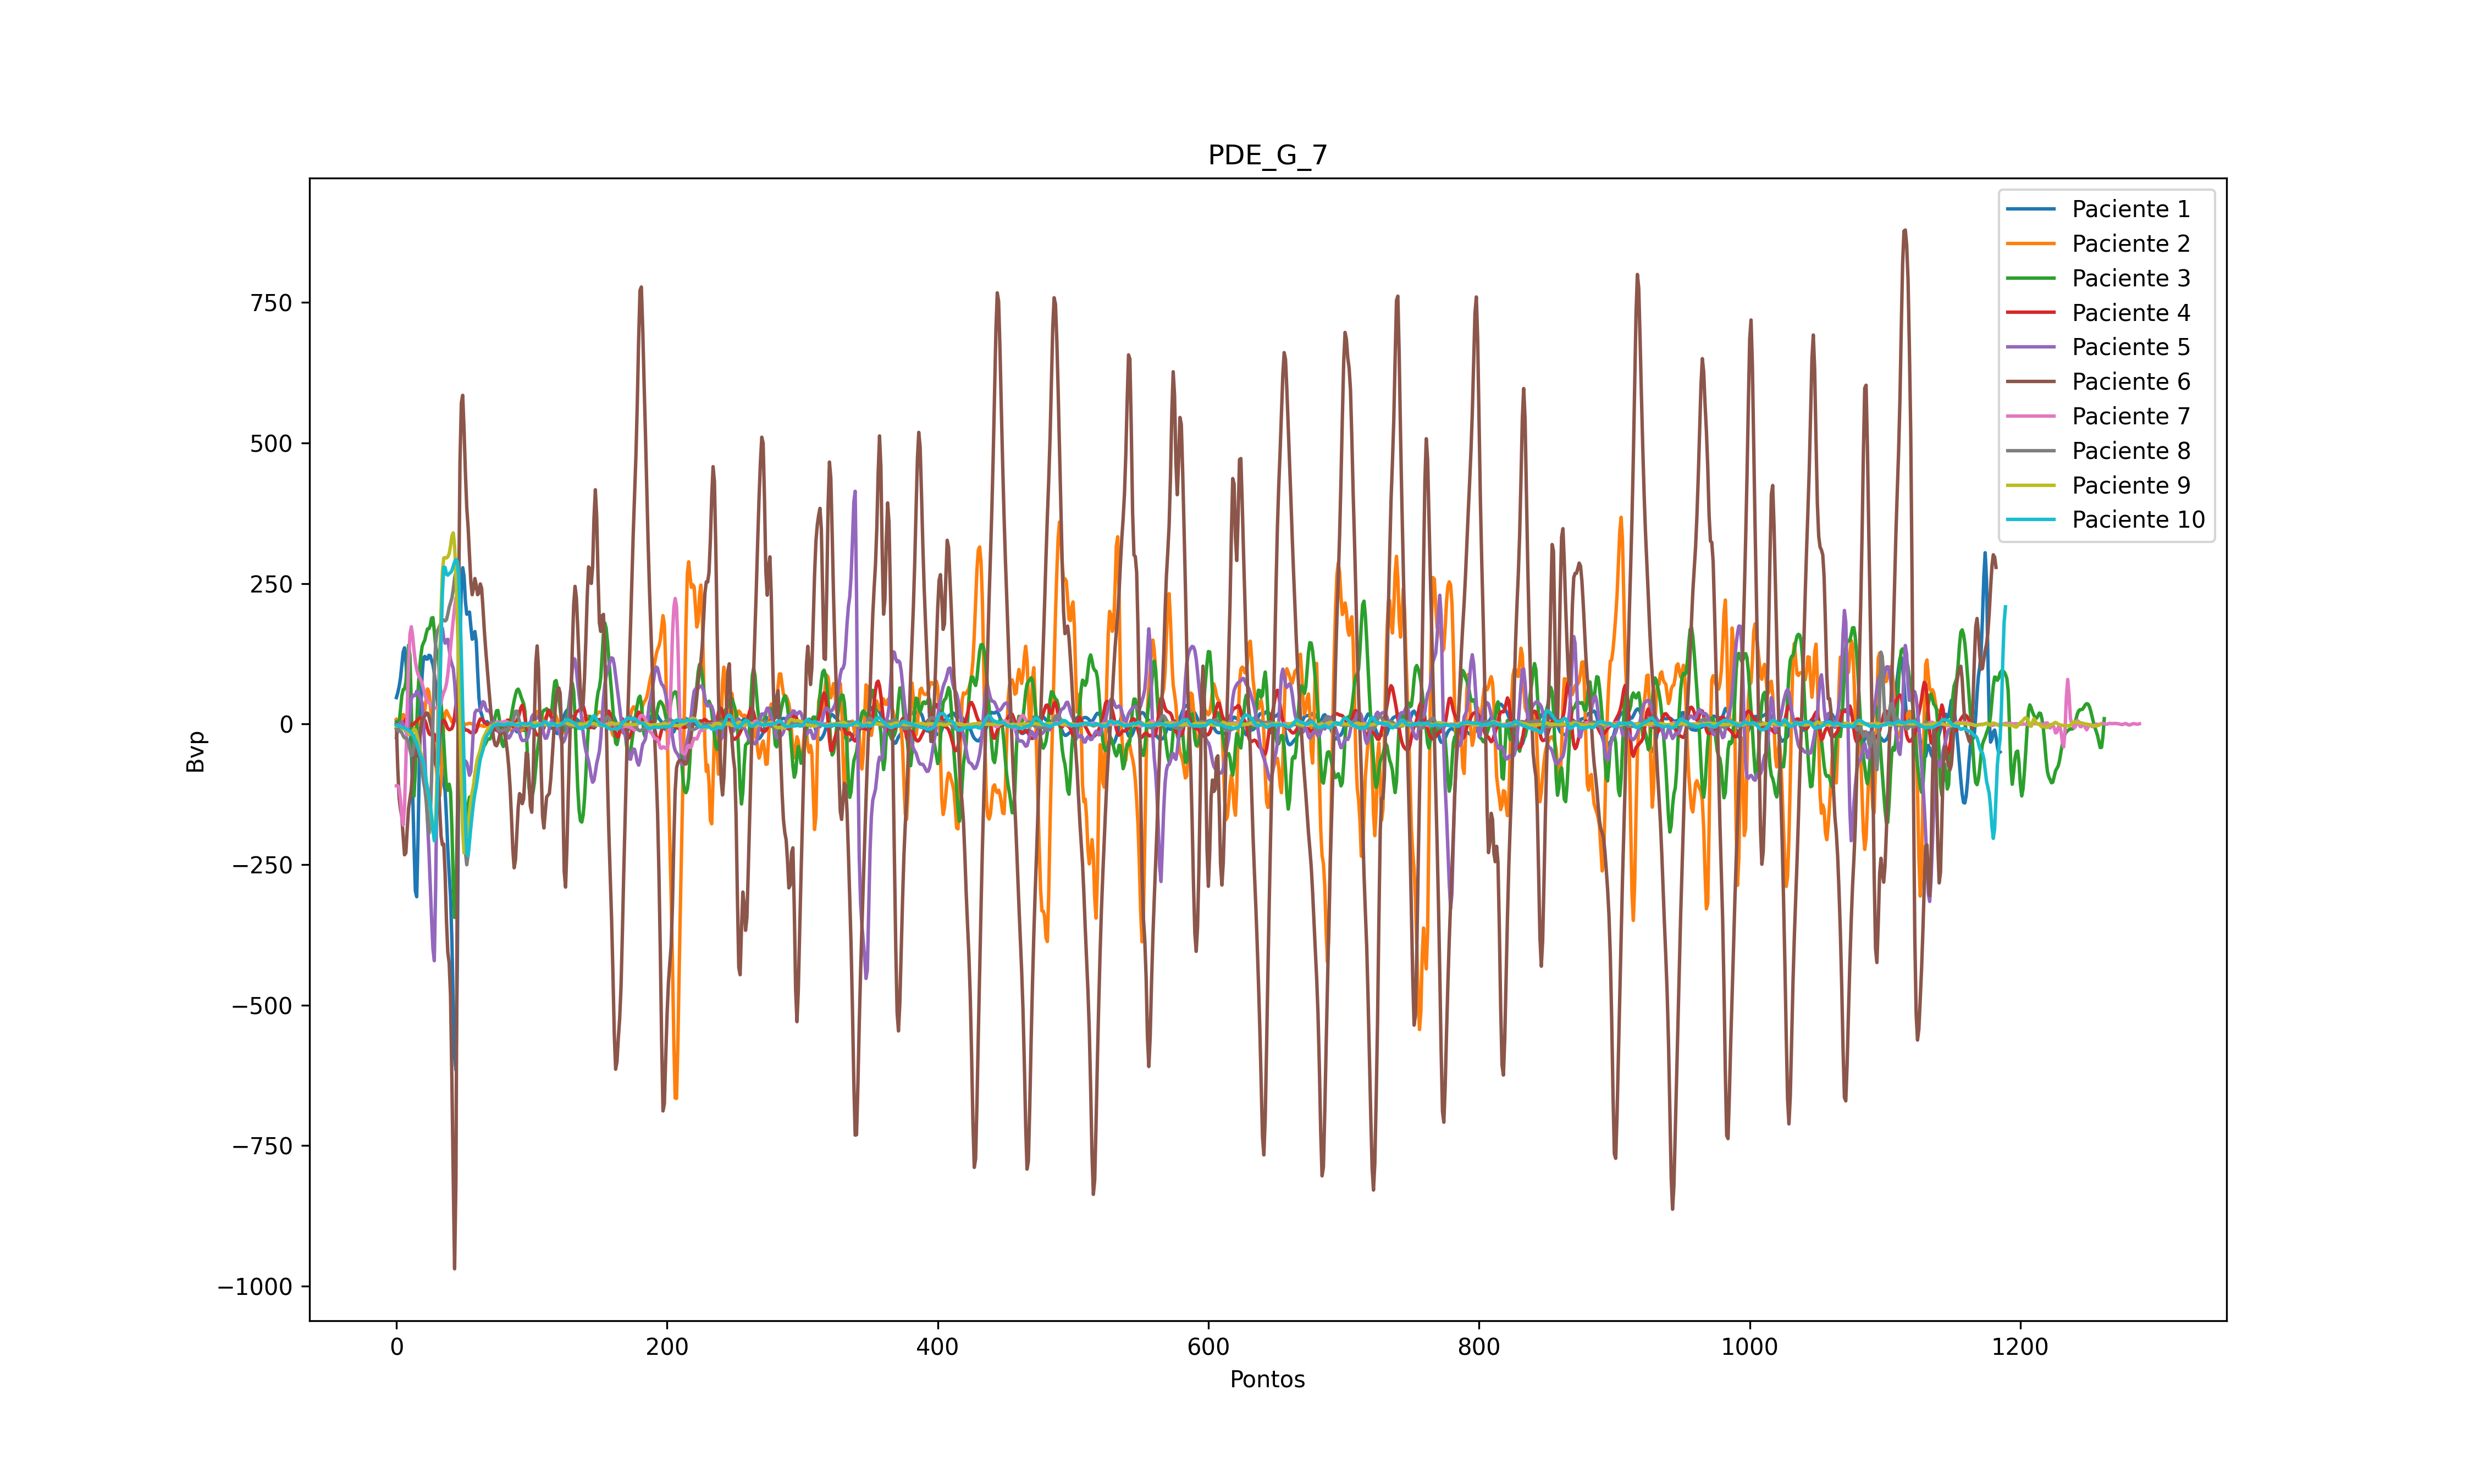 PDE_G_7
Paciente 1
Paciente 2
Paciente 3
Paciente 4
Paciente 5
Paciente 6
Paciente 7
Paciente 8
Paciente 9
Paciente 10
750
500
250
0
−250
−500
−750
−1000
Bvp
0 200 400 600 800 1000 1200
Pontos